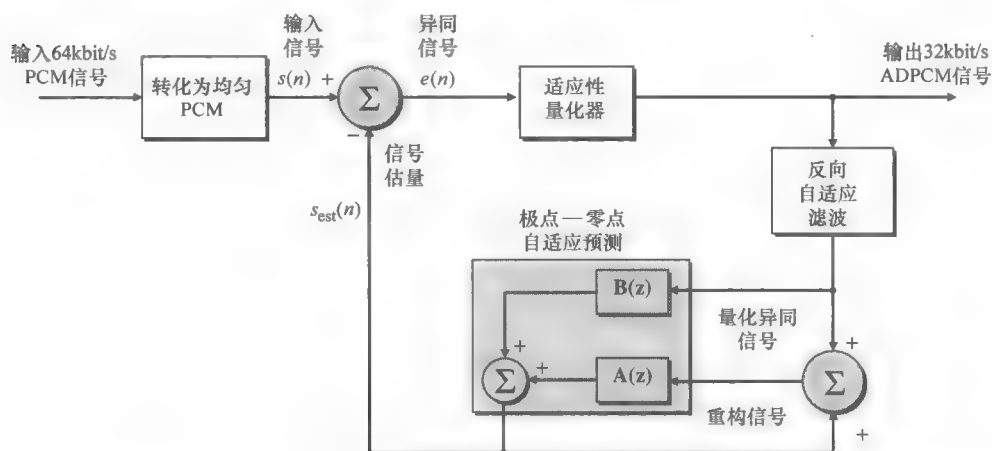 输入64kbit/s
PCM信号
转化为均匀
PCM
输入
信号
s(n) +
Σ
−
异同
信号
e(n)
适应性
量化器
输出32kbit/s
ADPCM信号
信号
估量
s_est(n)
反向
自适应
滤波
极点—零点
自适应预测
B(z)
量化异同
信号
+
+
Σ
+
A(z)
Σ
重构信号
+